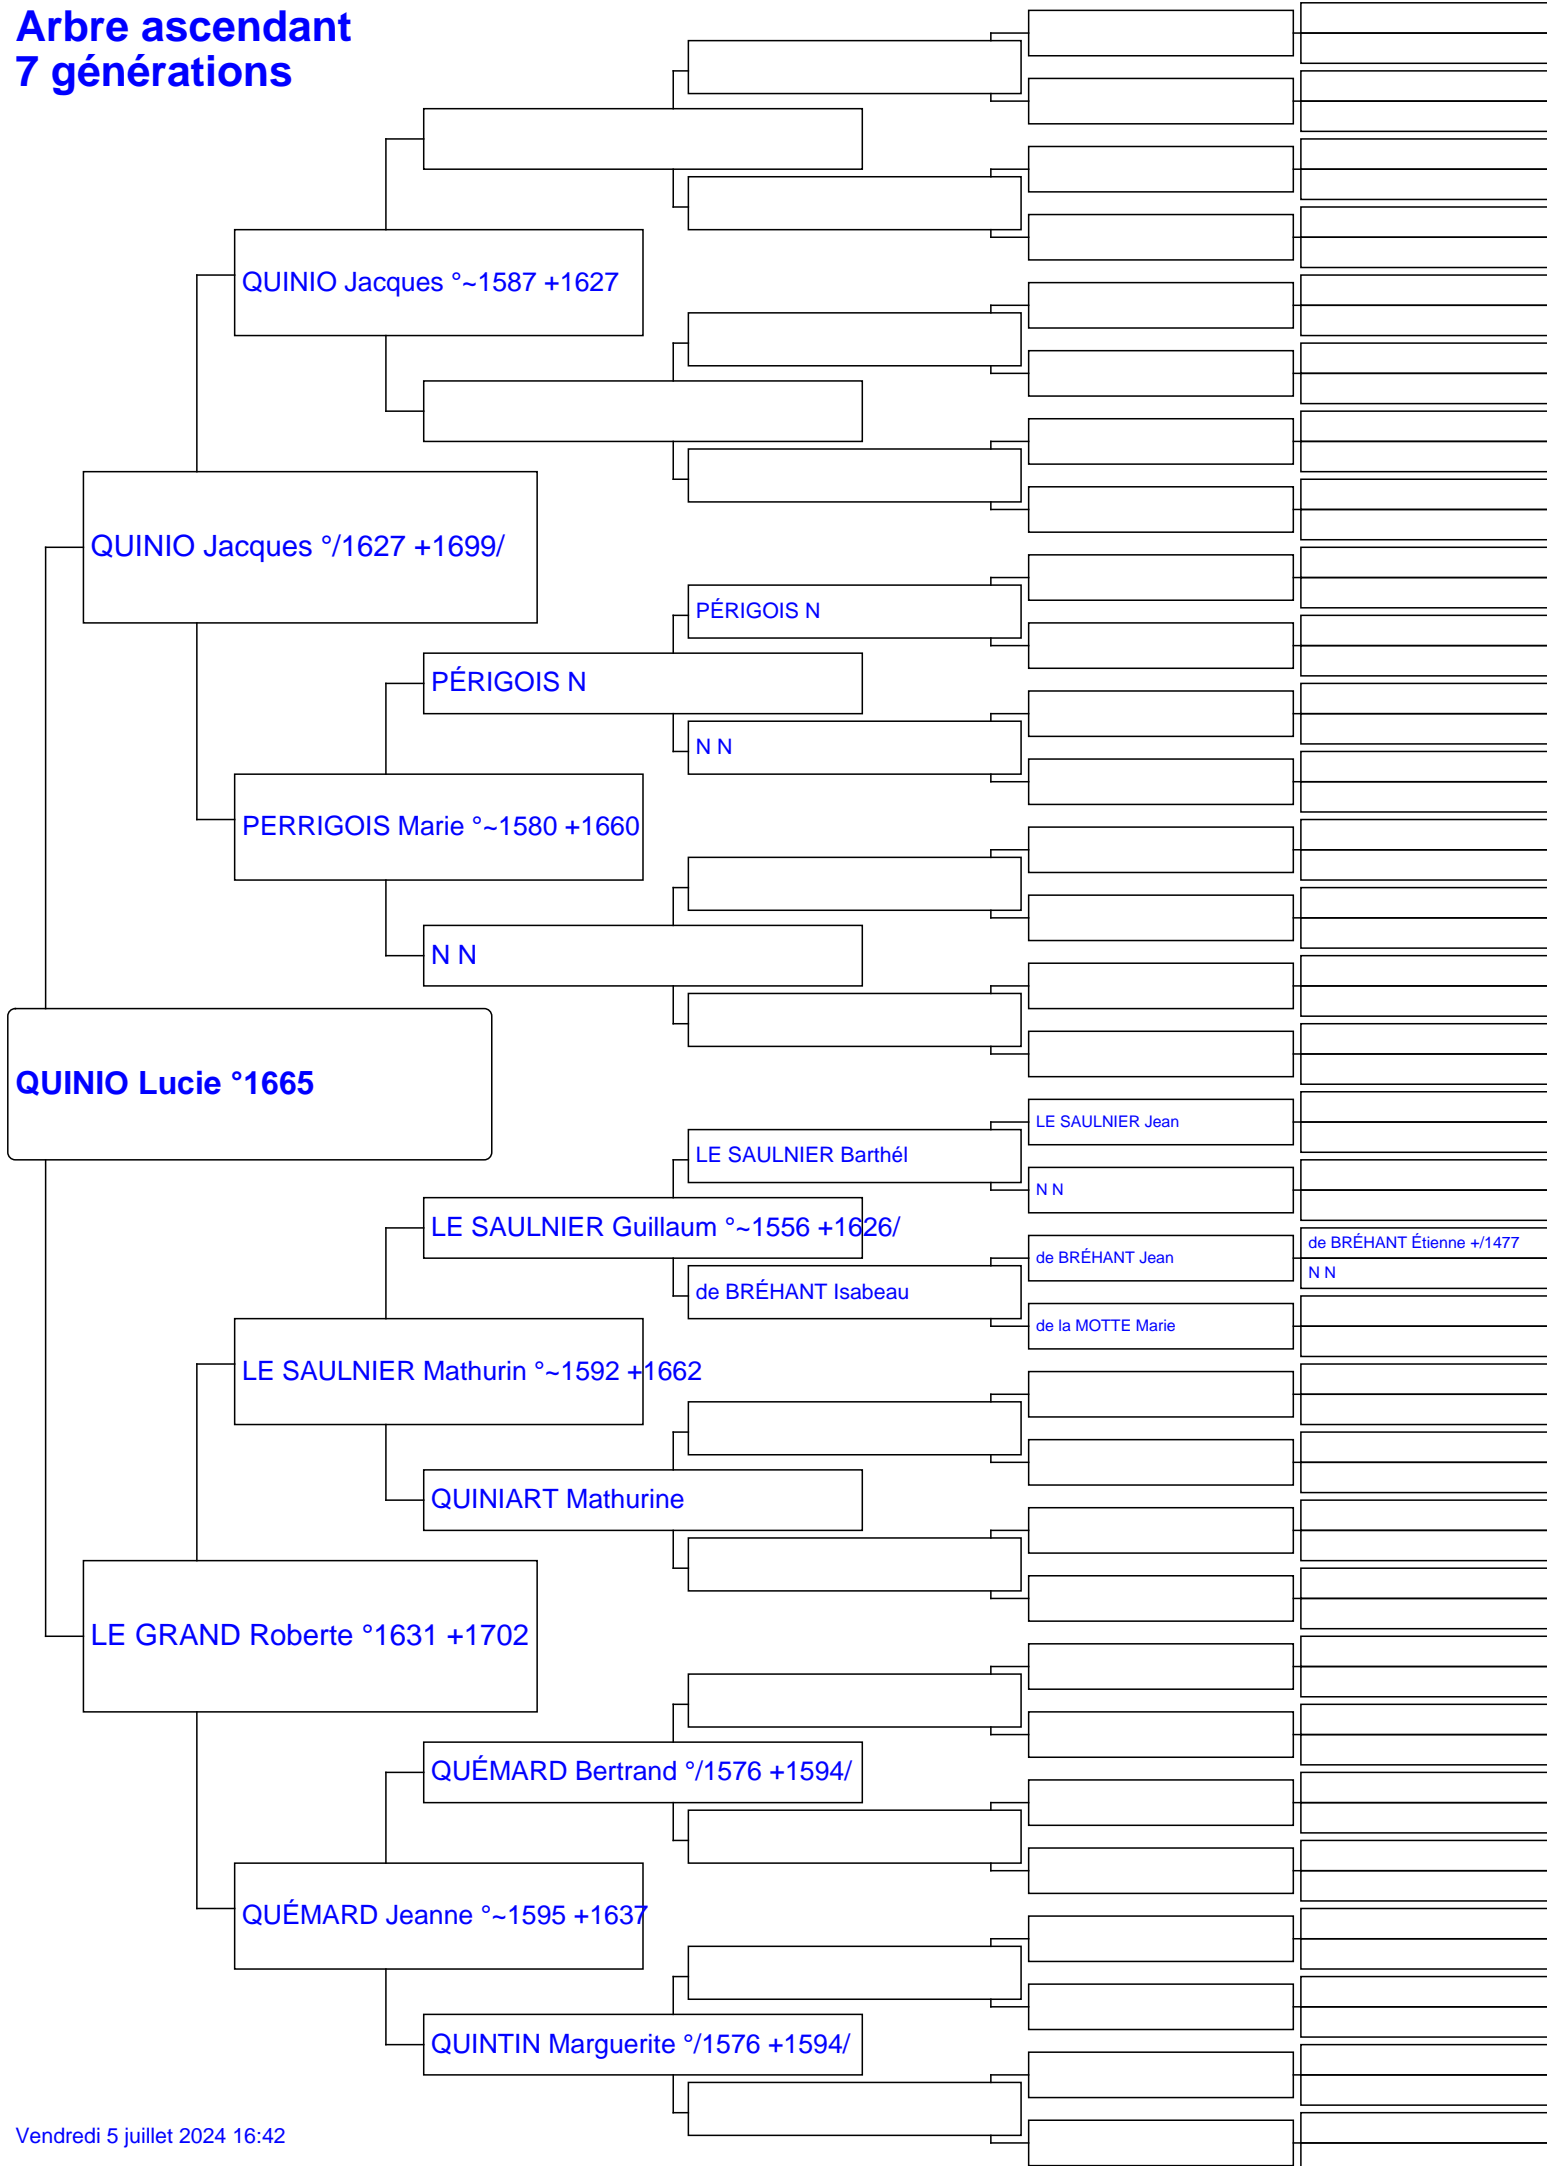 Arbre ascendant
7 générations
QUINIO Jacques °~1587 +1627
QUINIO Jacques °/1627 +1699/
PÉRIGOIS N
PÉRIGOIS N
N N
PERRIGOIS Marie °~1580 +1660
N N
QUINIO Lucie °1665
LE SAULNIER Jean
LE SAULNIER Barthél
N N
LE SAULNIER Guillaum °~1556 +1626/
de BRÉHANT Étienne +/1477
de BRÉHANT Jean
N N
de BRÉHANT Isabeau
de la MOTTE Marie
LE SAULNIER Mathurin °~1592 +1662
QUINIART Mathurine
LE GRAND Roberte °1631 +1702
QUÉMARD Bertrand °/1576 +1594/
QUÉMARD Jeanne °~1595 +1637
QUINTIN Marguerite °/1576 +1594/
Vendredi 5 juillet 2024 16:42